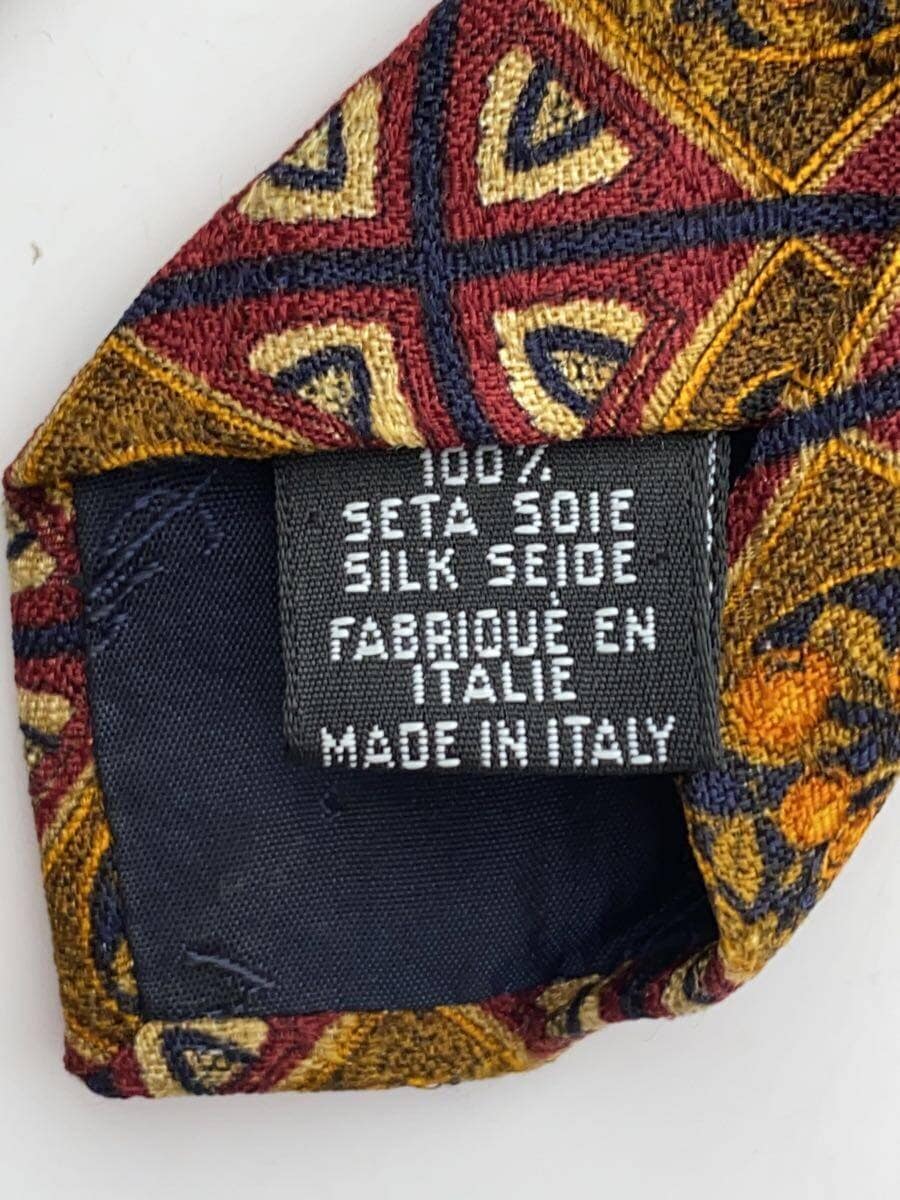 100%
SETA SOIE
SILK SEIDE
FABRIQUÉ EN
ITALIE
MADE IN ITALY